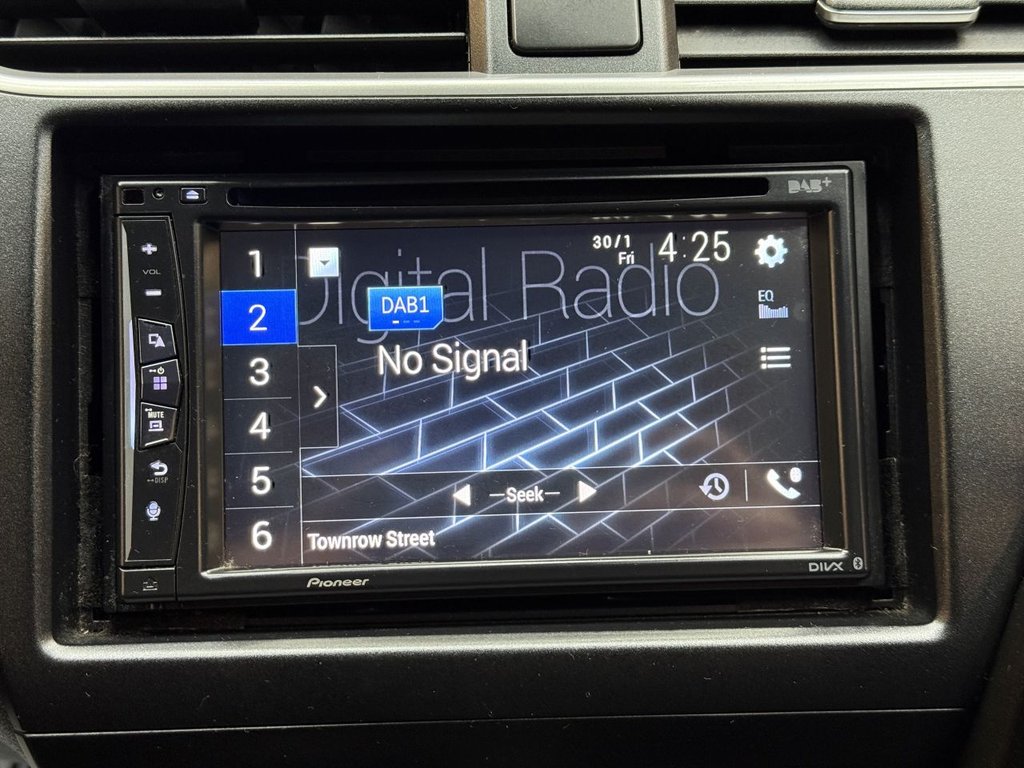 DAB+
VOL
MUTE
DISP
1
2
3
4
5
6
Digital Radio
30/1
Fri
4:25
DAB1
EQ
No Signal
Seek
Townrow Street
Pioneer
DIVX